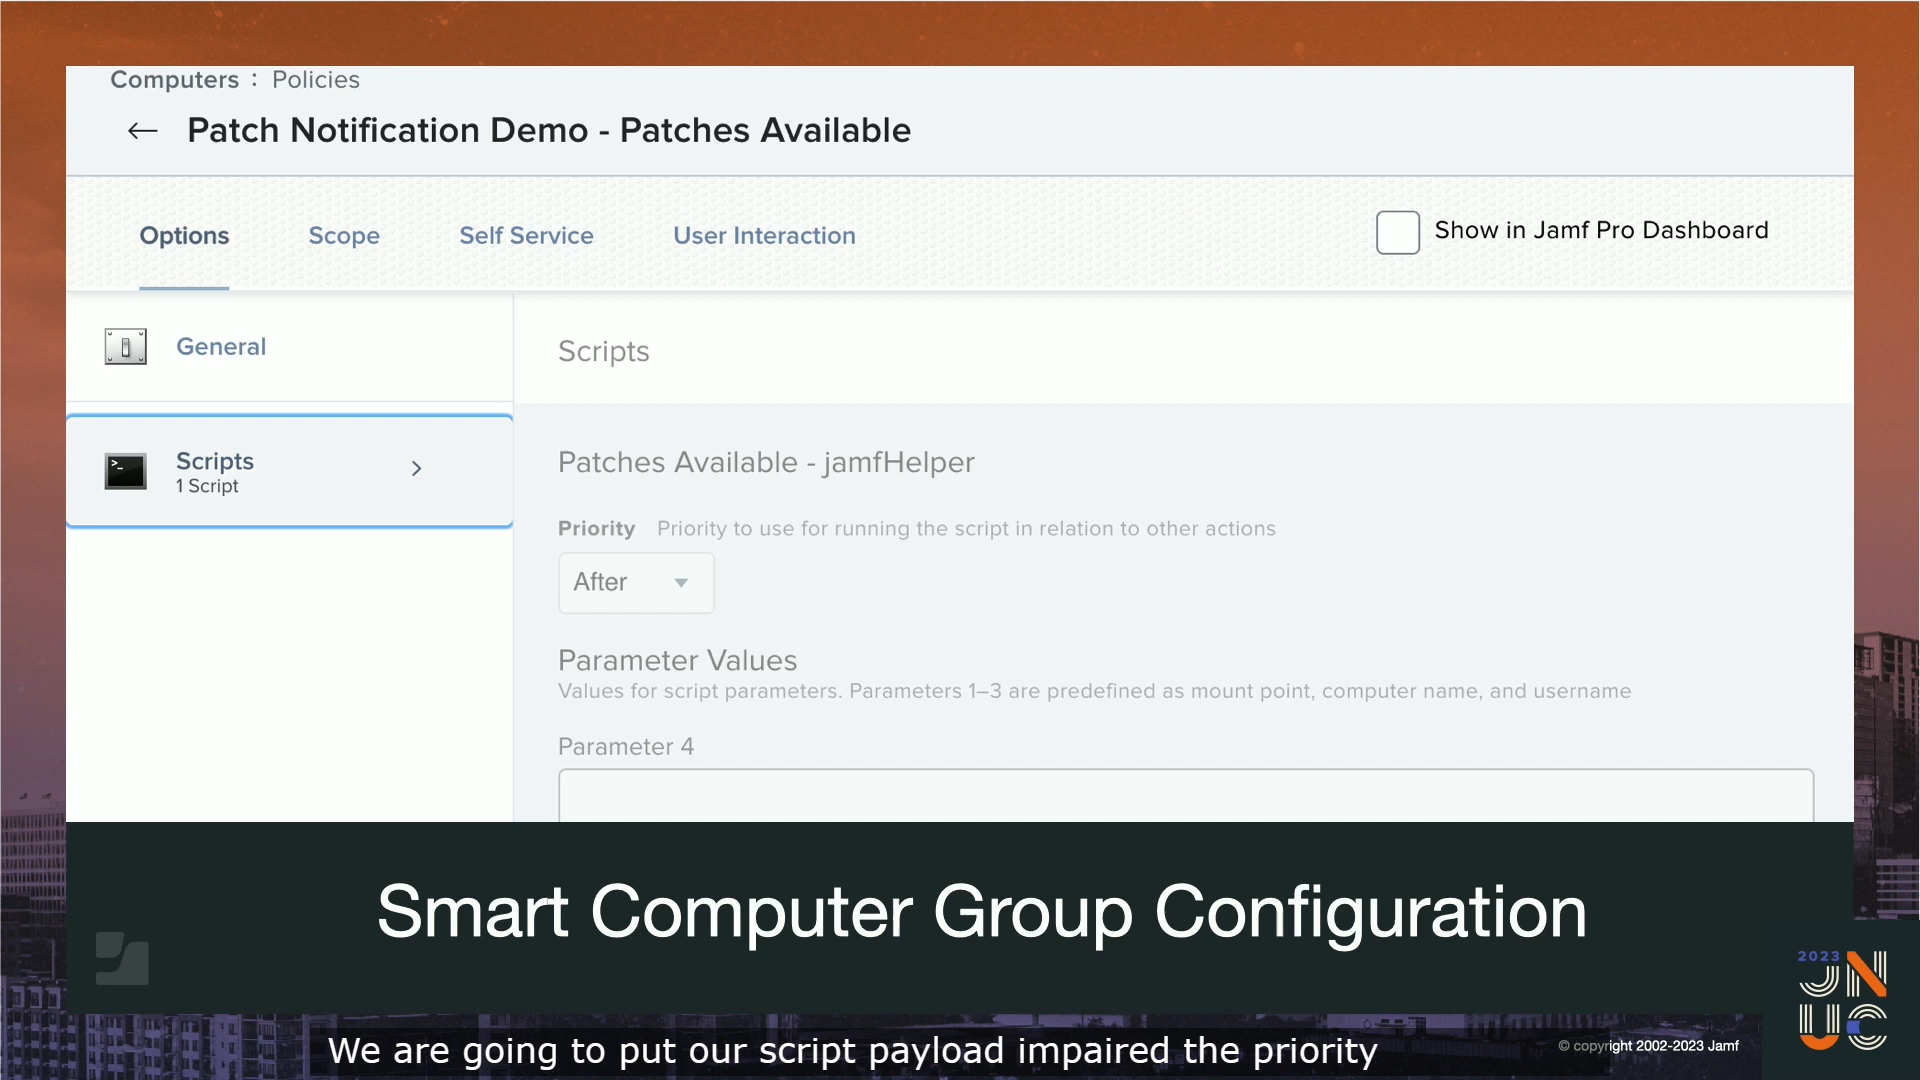 Computers : Policies
← Patch Notification Demo - Patches Available
Options Scope Self Service User Interaction Show in Jamf Pro Dashboard
General
Scripts
1 Script
Scripts
Patches Available - jamfHelper
Priority Priority to use for running the script in relation to other actions
After
Parameter Values
Values for script parameters. Parameters 1–3 are predefined as mount point, computer name, and username
Parameter 4
Smart Computer Group Configuration
2023
JN
UC
We are going to put our script payload impaired the priority
© copyright 2002-2023 Jamf